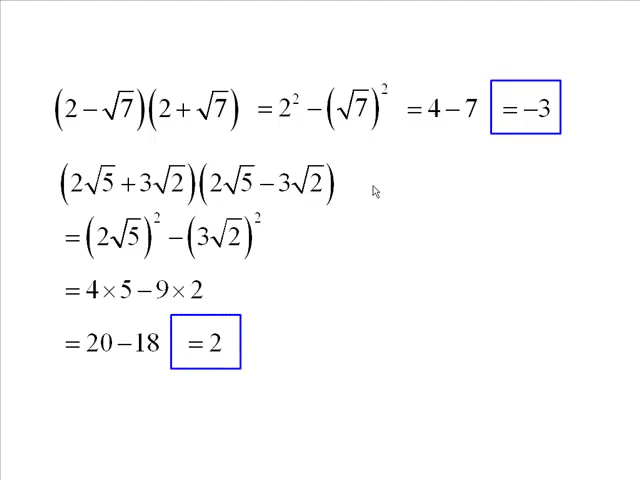 (2 − √7)(2 + √7) = 2² − (√7)² = 4 − 7 = −3
(2√5 + 3√2)(2√5 − 3√2)
= (2√5)² − (3√2)²
= 4 × 5 − 9 × 2
= 20 − 18 = 2